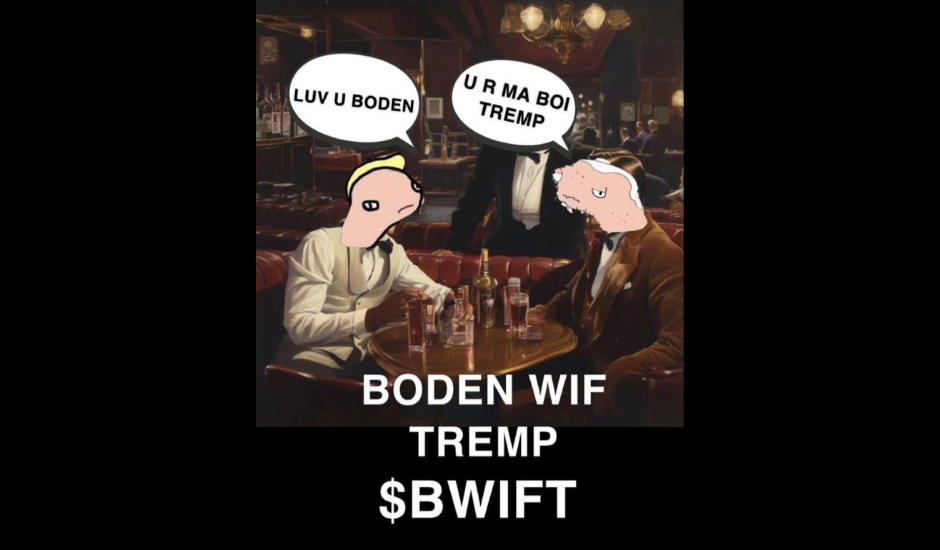 LUV U BODEN
U R MA BOI
TREMP
BODEN WIF
TREMP
$BWIFT